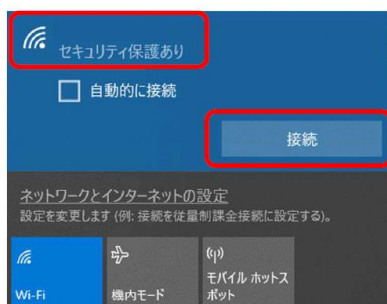 セキュリティ保護あり
自動的に接続
接続
ネットワークとインターネットの設定
設定を変更します (例: 接続を従量制課金接続に設定する)。
Wi-Fi
機内モード
モバイル ホットス
ポット